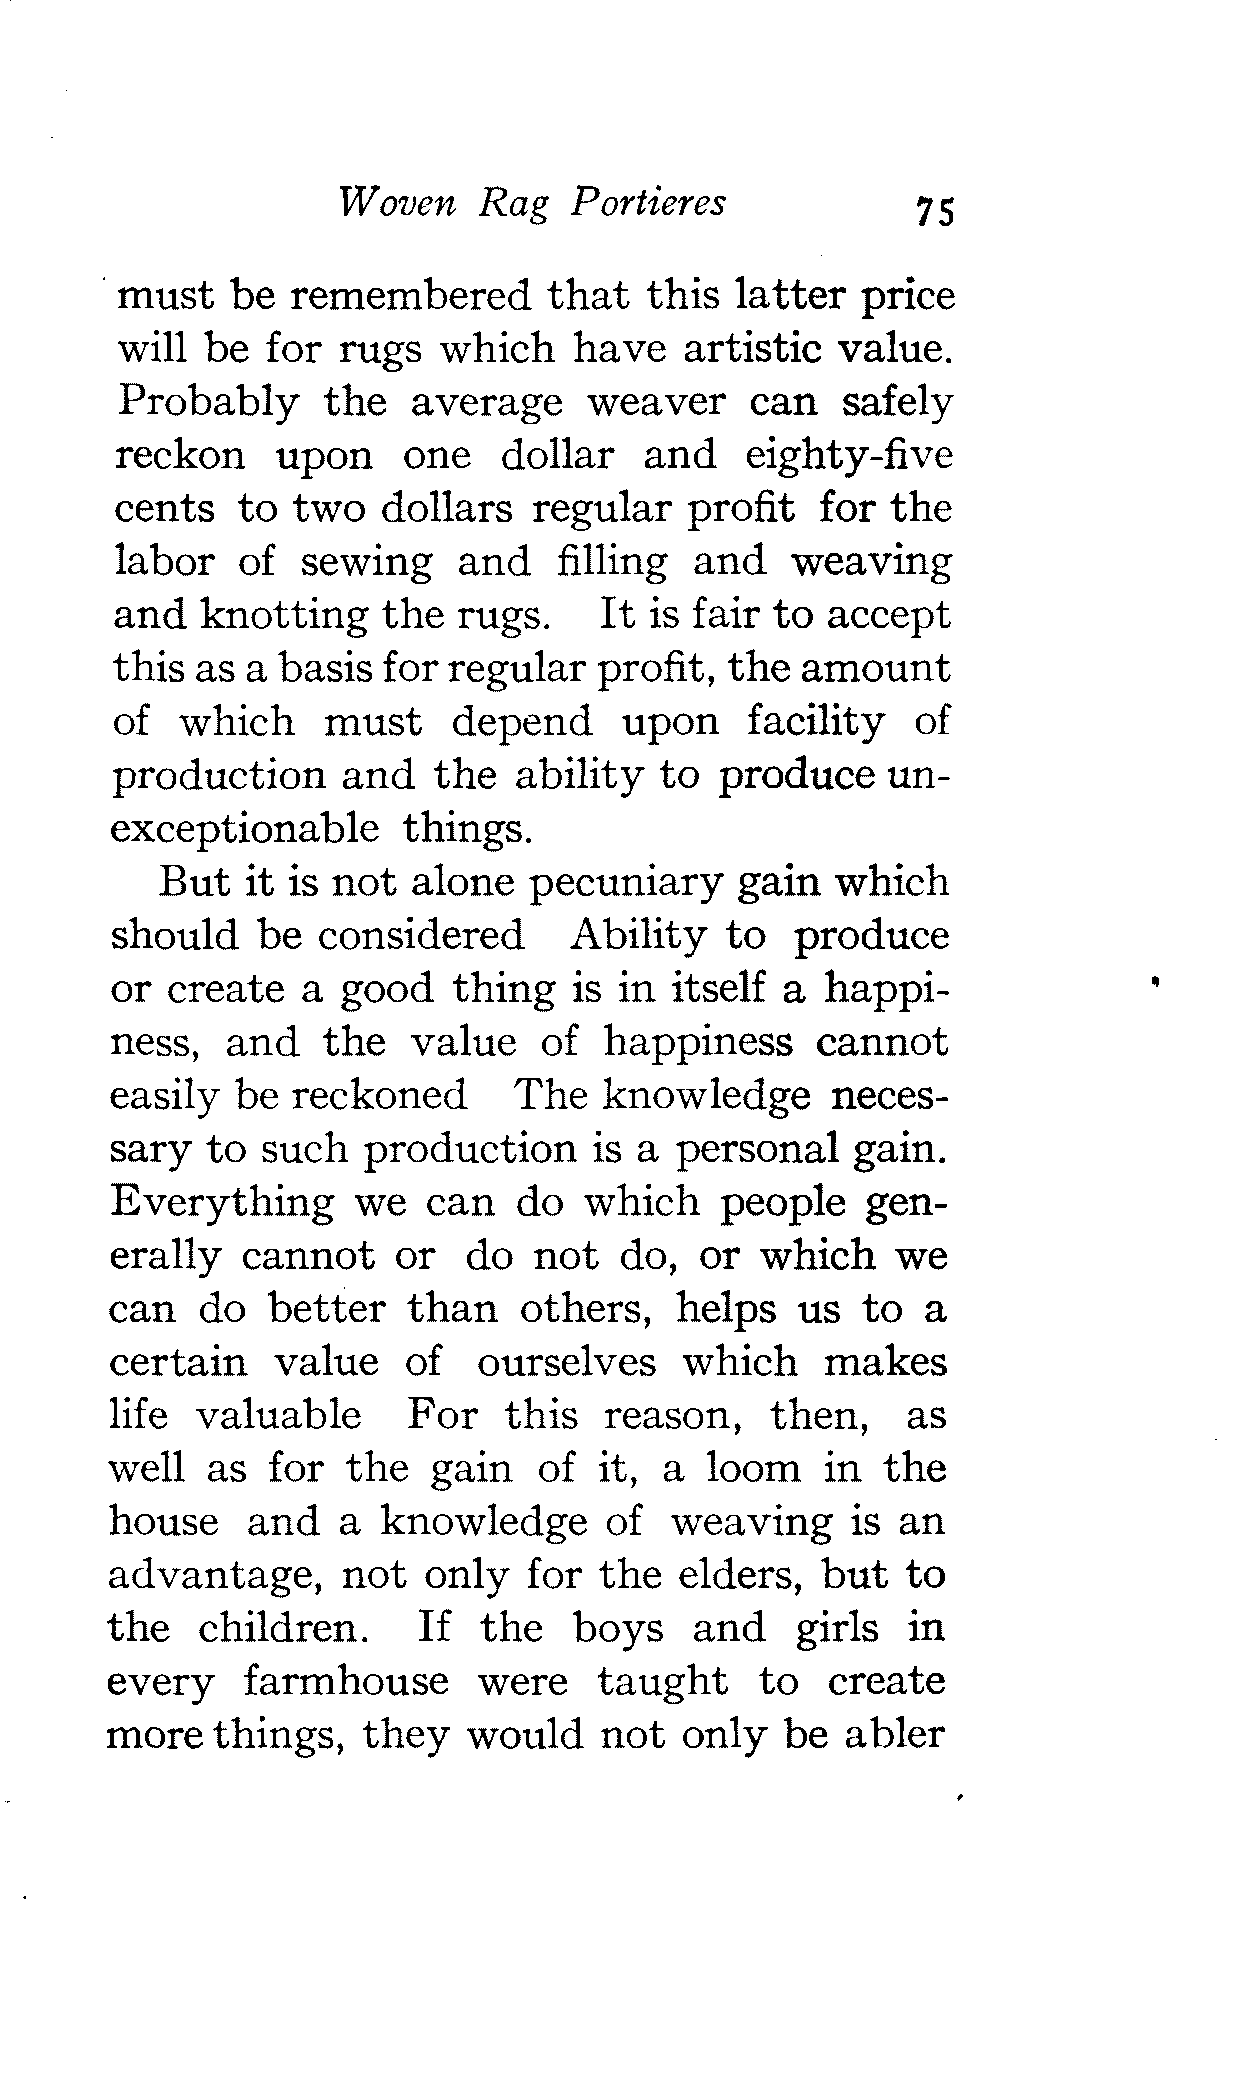 Woven Rag Portieres 75
must be remembered that this latter price
will be for rugs which have artistic value.
Probably the average weaver can safely
reckon upon one dollar and eighty-five
cents to two dollars regular profit for the
labor of sewing and filling and weaving
and knotting the rugs. It is fair to accept
this as a basis for regular profit, the amount
of which must depend upon facility of
production and the ability to produce un-
exceptionable things.
But it is not alone pecuniary gain which
should be considered Ability to produce
or create a good thing is in itself a happi-
ness, and the value of happiness cannot
easily be reckoned The knowledge neces-
sary to such production is a personal gain.
Everything we can do which people gen-
erally cannot or do not do, or which we
can do better than others, helps us to a
certain value of ourselves which makes
life valuable For this reason, then, as
well as for the gain of it, a loom in the
house and a knowledge of weaving is an
advantage, not only for the elders, but to
the children. If the boys and girls in
every farmhouse were taught to create
more things, they would not only be abler